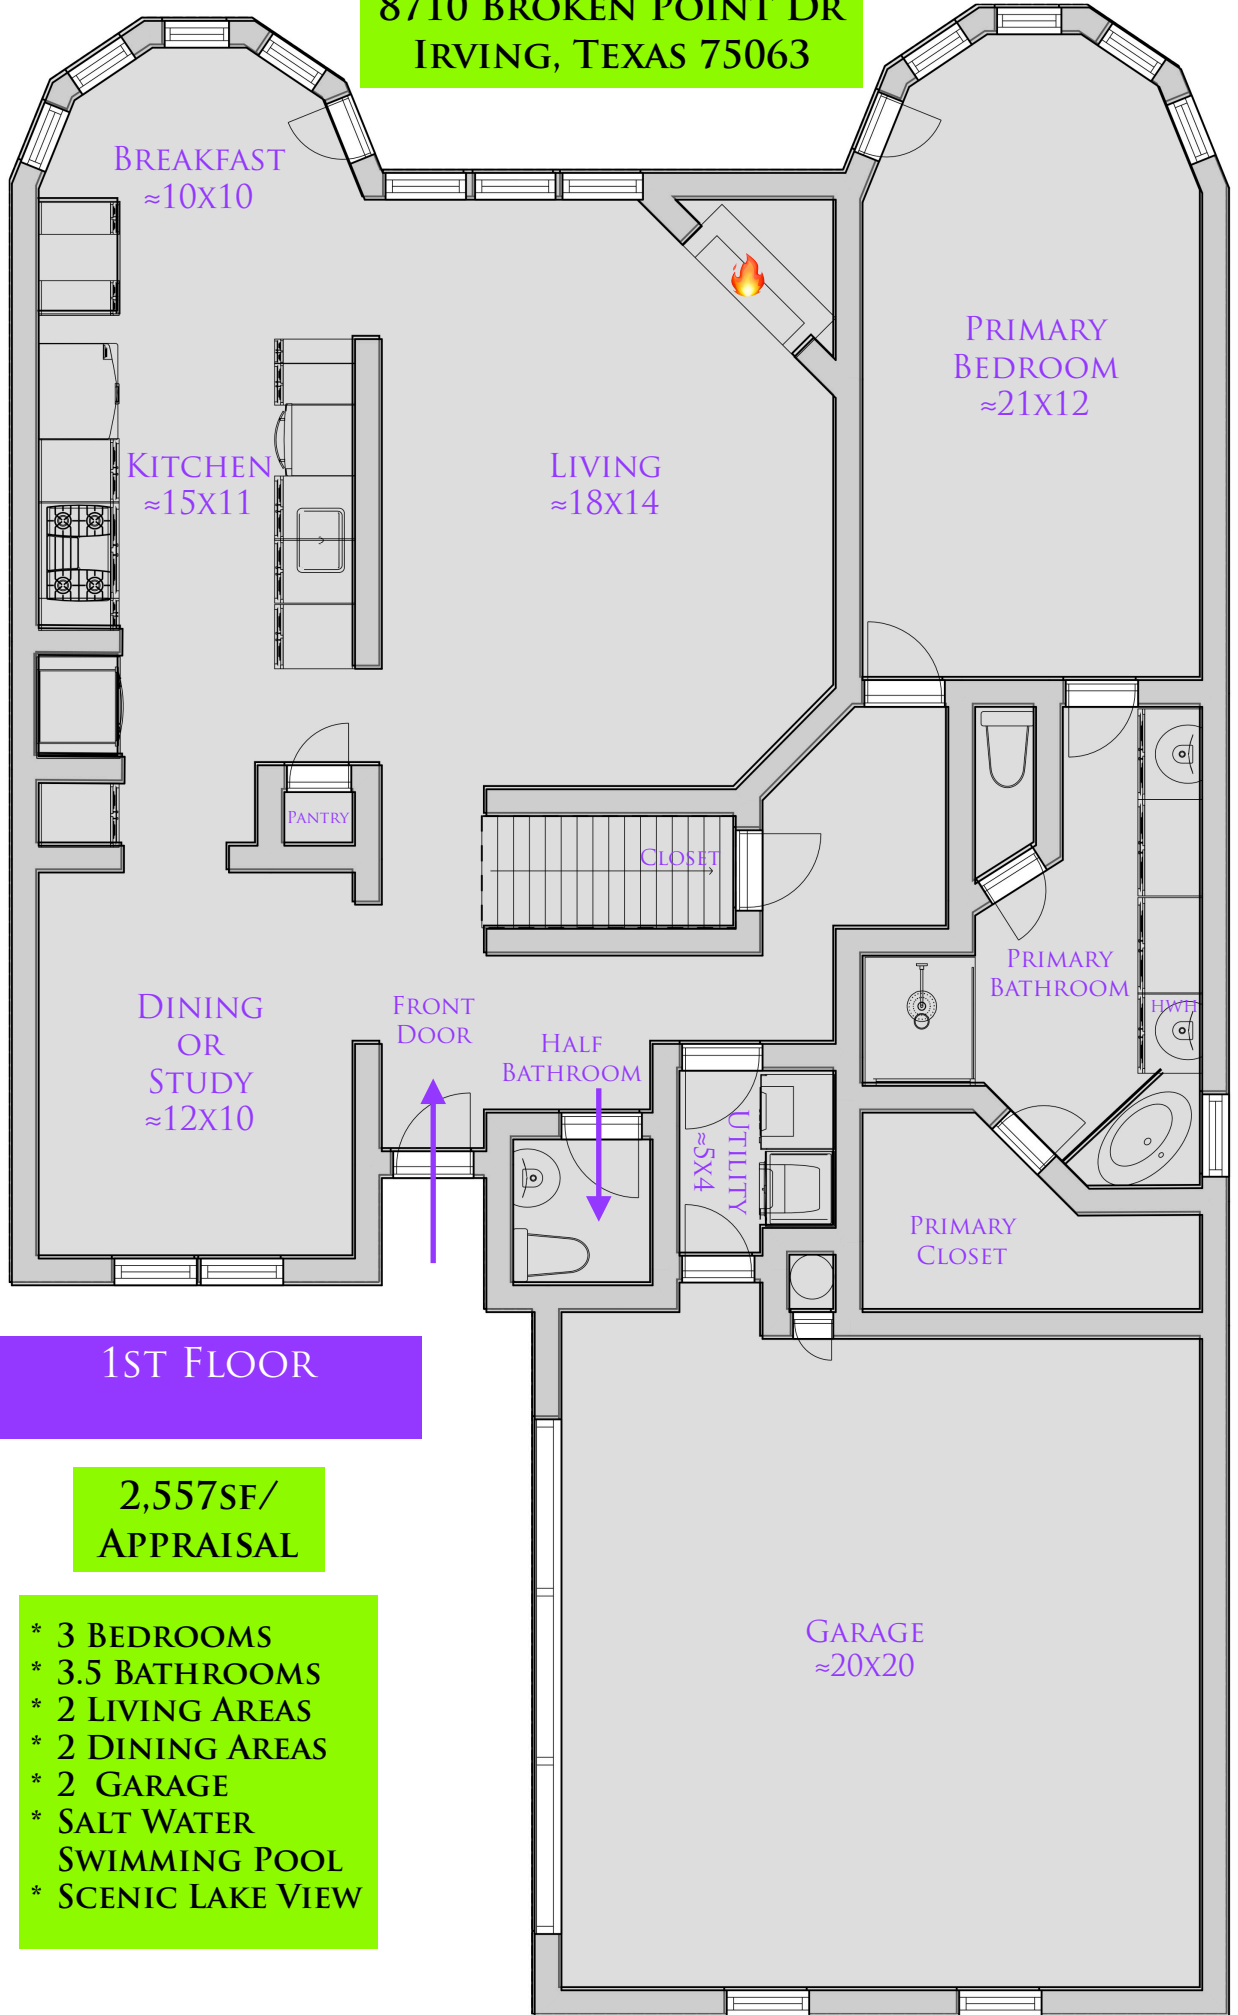 8710 Broken Point Dr
Irving, Texas 75063
Breakfast
≈10x10
Primary
Bedroom
≈21x12
Kitchen
≈15x11
Living
≈18x14
Pantry
Closet
Primary
Bathroom
HWH
Dining
or
Study
≈12x10
Front
Door
Half
Bathroom
Utility
≈5x4
Primary
Closet
1st Floor
2,557sf/
Appraisal
Garage
≈20x20
* 3 Bedrooms
* 3.5 Bathrooms
* 2 Living Areas
* 2 Dining Areas
* 2 Garage
* Salt Water
Swimming Pool
* Scenic Lake View